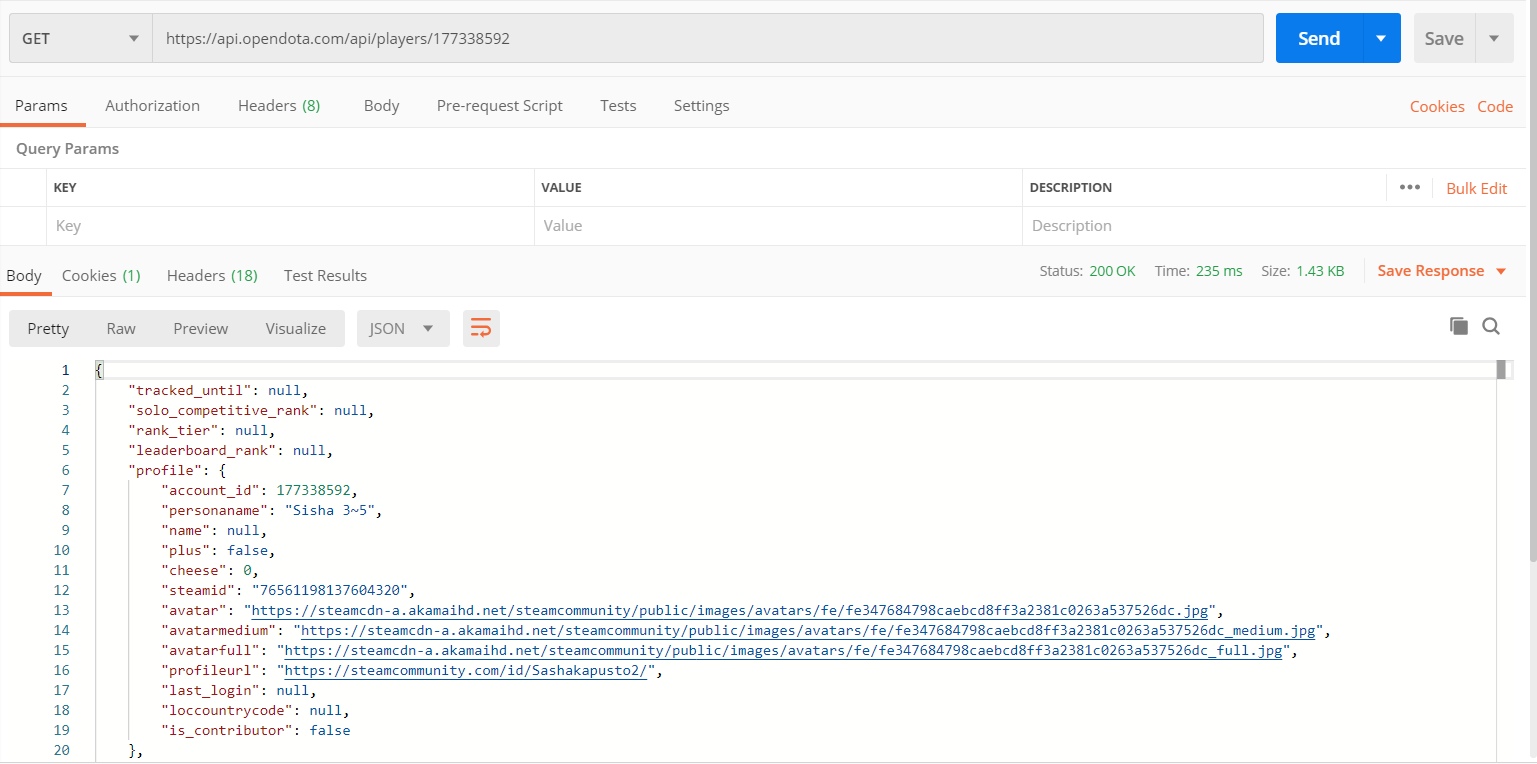 GET https://api.opendota.com/api/players/177338592 Send Save
Params Authorization Headers (8) Body Pre-request Script Tests Settings Cookies Code
Query Params
KEY VALUE DESCRIPTION ••• Bulk Edit
Key Value Description
Body Cookies (1) Headers (18) Test Results Status: 200 OK Time: 235 ms Size: 1.43 KB Save Response
Pretty Raw Preview Visualize JSON
1 {
2 "tracked_until": null,
3 "solo_competitive_rank": null,
4 "rank_tier": null,
5 "leaderboard_rank": null,
6 "profile": {
7 "account_id": 177338592,
8 "personaname": "Sisha 3~5",
9 "name": null,
10 "plus": false,
11 "cheese": 0,
12 "steamid": "76561198137604320",
13 "avatar": "https://steamcdn-a.akamaihd.net/steamcommunity/public/images/avatars/fe/fe347684798caebcd8ff3a2381c0263a537526dc.jpg",
14 "avatarmedium": "https://steamcdn-a.akamaihd.net/steamcommunity/public/images/avatars/fe/fe347684798caebcd8ff3a2381c0263a537526dc_medium.jpg",
15 "avatarfull": "https://steamcdn-a.akamaihd.net/steamcommunity/public/images/avatars/fe/fe347684798caebcd8ff3a2381c0263a537526dc_full.jpg",
16 "profileurl": "https://steamcommunity.com/id/Sashakapusto2/",
17 "last_login": null,
18 "loccountrycode": null,
19 "is_contributor": false
20 },